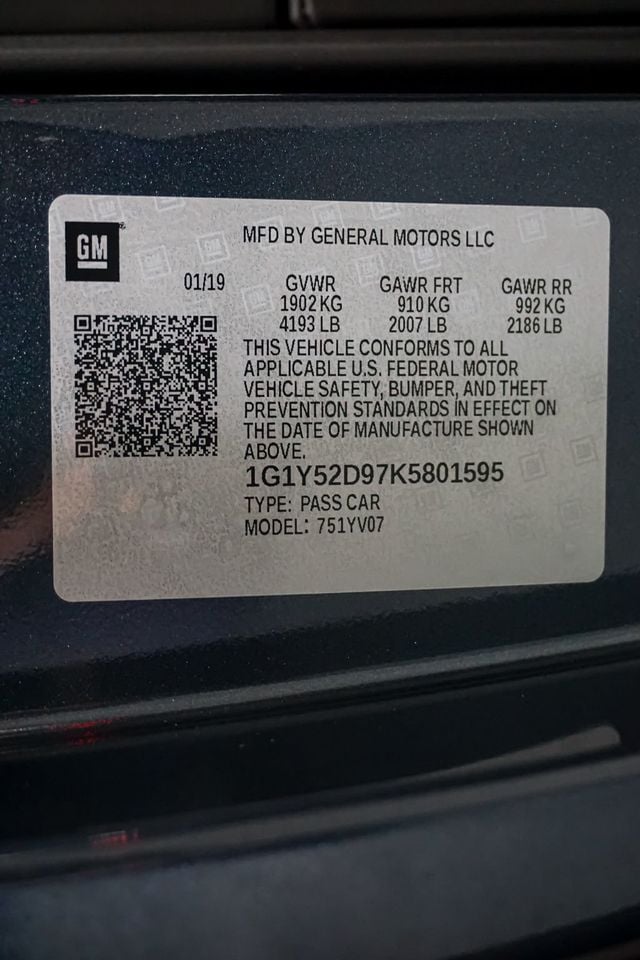 GM
MFD BY GENERAL MOTORS LLC
01/19 GVWR GAWR FRT GAWR RR
1902 KG 910 KG 992 KG
4193 LB 2007 LB 2186 LB
THIS VEHICLE CONFORMS TO ALL
APPLICABLE U.S. FEDERAL MOTOR
VEHICLE SAFETY, BUMPER, AND THEFT
PREVENTION STANDARDS IN EFFECT ON
THE DATE OF MANUFACTURE SHOWN
ABOVE.
1G1Y52D97K5801595
TYPE: PASS CAR
MODEL: 751YV07